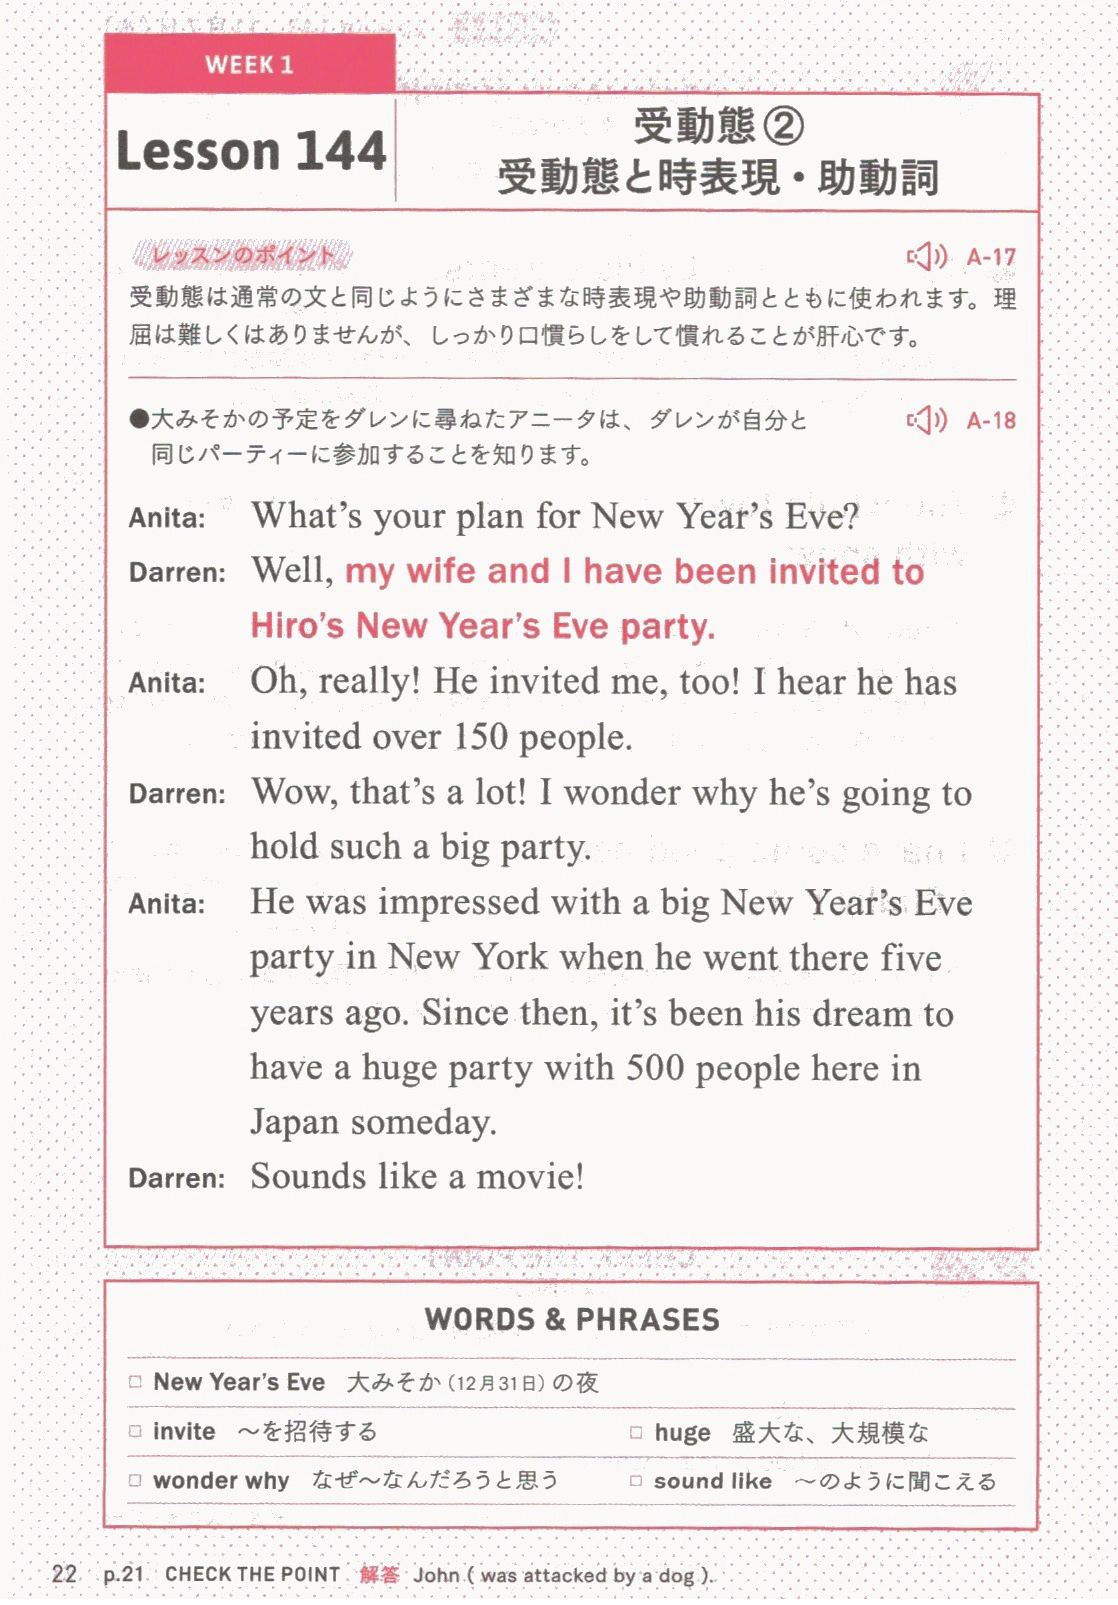 WEEK 1
Lesson 144
受動態②
受動態と時表現・助動詞
レッスンのポイント
A-17
受動態は通常の文と同じようにさまざまな時表現や助動詞とともに使われます。理
屈は難しくはありませんが、しっかり口慣らしをして慣れることが肝心です。
●大みそかの予定をダレンに尋ねたアニータは、ダレンが自分と
A-18
同じパーティーに参加することを知ります。
Anita: What's your plan for New Year's Eve?
Darren: Well, my wife and I have been invited to
Hiro's New Year's Eve party.
Anita: Oh, really! He invited me, too! I hear he has
invited over 150 people.
Darren: Wow, that's a lot! I wonder why he's going to
hold such a big party.
Anita: He was impressed with a big New Year's Eve
party in New York when he went there five
years ago. Since then, it's been his dream to
have a huge party with 500 people here in
Japan someday.
Darren: Sounds like a movie!
WORDS & PHRASES
□ New Year's Eve 大みそか（12月31日）の夜
□ invite ～を招待する □ huge 盛大な、大規模な
□ wonder why なぜ～なんだろうと思う □ sound like ～のように聞こえる
22 p.21 CHECK THE POINT 解答 John ( was attacked by a dog ).